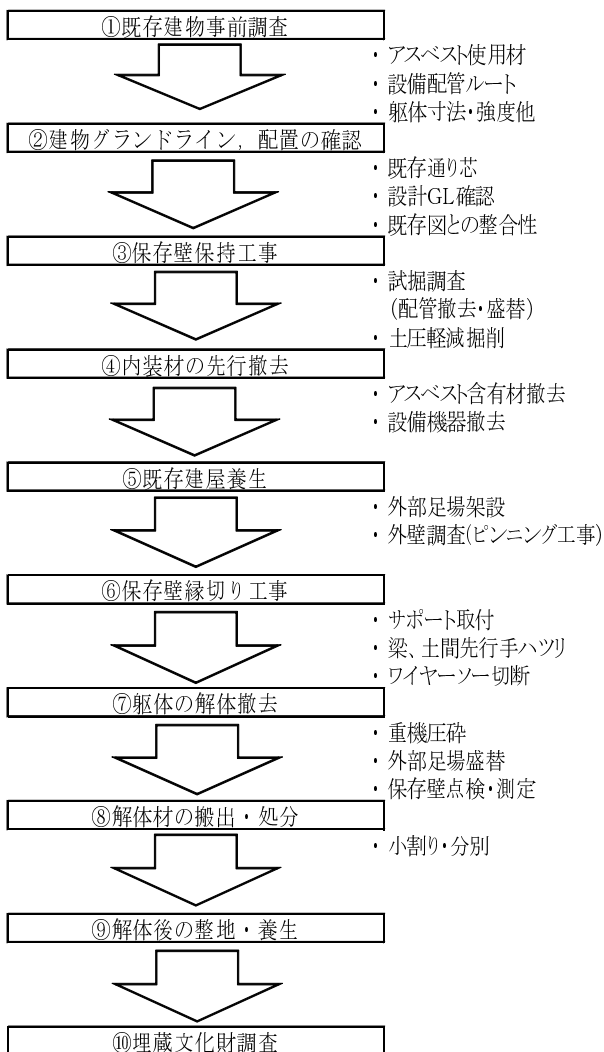 ①既存建物事前調査
・アスベスト使用材
・設備配管ルート
・躯体寸法・強度他
②建物グランドライン，配置の確認
・既存通り芯
・設計GL確認
・既存図との整合性
③保存壁保持工事
・試掘調査
(配管撤去・盛替)
・土圧軽減掘削
④内装材の先行撤去
・アスベスト含有材撤去
・設備機器撤去
⑤既存建屋養生
・外部足場架設
・外壁調査(ピンニング工事)
⑥保存壁縁切り工事
・サポート取付
・梁、土間先行手ハツリ
・ワイヤーソー切断
⑦躯体の解体撤去
・重機圧砕
・外部足場盛替
・保存壁点検・測定
⑧解体材の搬出・処分
・小割り・分別
⑨解体後の整地・養生
⑩埋蔵文化財調査